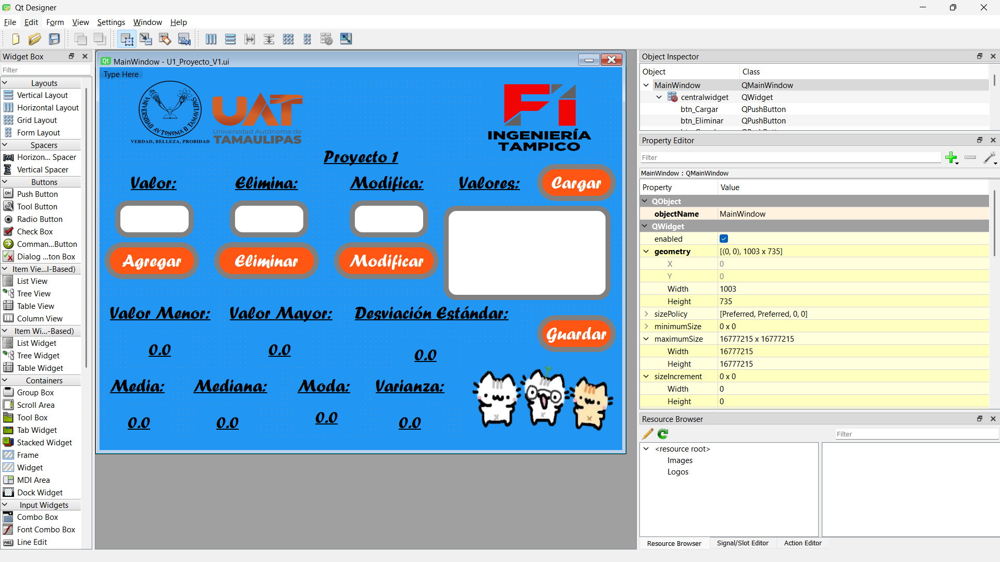 Qt Designer
File Edit Form View Settings Window Help
Widget Box
Filter
Layouts
Vertical Layout
Horizontal Layout
Grid Layout
Form Layout
Spacers
Horizon... Spacer
Vertical Spacer
Buttons
Push Button
Tool Button
Radio Button
Check Box
Comman...Button
Dialog ...ton Box
Item Vie...l-Based)
List View
Tree View
Table View
Column View
Item Wi...-Based)
List Widget
Tree Widget
Table Widget
Containers
Group Box
Scroll Area
Tool Box
Tab Widget
Stacked Widget
Frame
Widget
MDI Area
Dock Widget
Input Widgets
Combo Box
Font Combo Box
Line Edit
MainWindow - U1_Proyecto_V1.ui
Type Here
UNIVERSIDAD AVTONOMA D TAMAVLIPAS
VERDAD, BELLEZA, PROBIDAD
UAT
Universidad Autónoma de
TAMAULIPAS
FI
INGENIERÍA
TAMPICO
Proyecto 1
Valor: Elimina: Modifica: Valores: Cargar
Agregar Eliminar Modificar
Valor Menor: Valor Mayor: Desviación Estándar:
Guardar
0.0 0.0 0.0
Media: Mediana: Moda: Varianza:
0.0 0.0 0.0 0.0
Object Inspector
Object Class
MainWindow QMainWindow
centralwidget QWidget
btn_Cargar QPushButton
btn_Eliminar QPushButton
Property Editor
Filter
MainWindow : QMainWindow
Property Value
QObject
objectName MainWindow
QWidget
enabled
geometry [(0, 0), 1003 x 735]
X 0
Y 0
Width 1003
Height 735
sizePolicy [Preferred, Preferred, 0, 0]
minimumSize 0 x 0
maximumSize 16777215 x 16777215
Width 16777215
Height 16777215
sizeIncrement 0 x 0
Width 0
Height 0
Resource Browser
Filter
<resource root>
Images
Logos
Resource Browser Signal/Slot Editor Action Editor